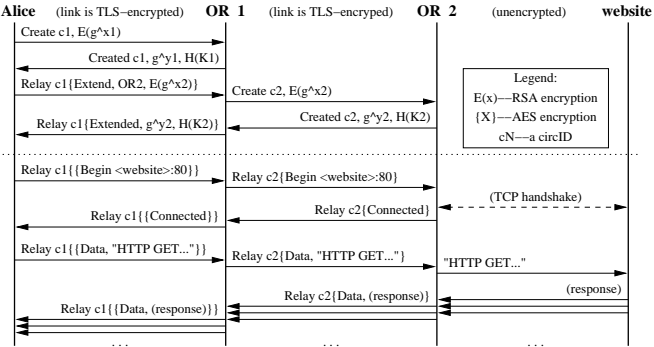 Alice (link is TLS−encrypted) OR 1 (link is TLS−encrypted) OR 2 (unencrypted) website
Create c1, E(g^x1)
Created c1, g^y1, H(K1)
Relay c1{Extend, OR2, E(g^x2)}
Create c2, E(g^x2)
Created c2, g^y2, H(K2)
Relay c1{Extended, g^y2, H(K2)}
Legend:
E(x)−−RSA encryption
{X}−−AES encryption
cN−−a circID
Relay c1{{Begin <website>:80}}
Relay c2{Begin <website>:80}
(TCP handshake)
Relay c2{Connected}
Relay c1{{Connected}}
Relay c1{{Data, "HTTP GET..."}}
Relay c2{Data, "HTTP GET..."}
"HTTP GET..."
(response)
Relay c2{Data, (response)}
Relay c1{{Data, (response)}}
. . . . . . . . .